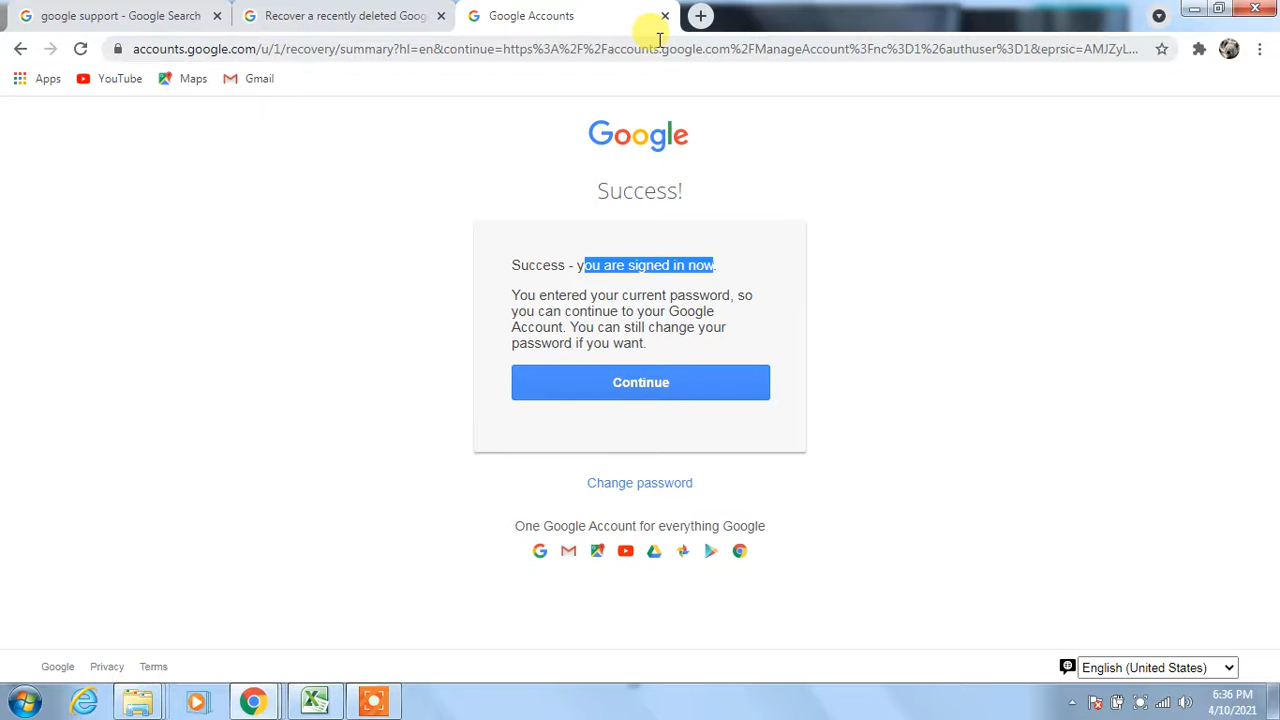 google support - Google Search
Recover a recently deleted Goog
Google Accounts
accounts.google.com/u/1/recovery/summary?hl=en&continue=https%3A%2F%2Faccounts.google.com%2FManageAccount%3Fnc%3D1%26authuser%3D1&eprsic=AMJZyL...
Apps
YouTube
Maps
Gmail
Google
Success!
Success - you are signed in now.
You entered your current password, so
you can continue to your Google
Account. You can still change your
password if you want.
Continue
Change password
One Google Account for everything Google
Google
Privacy
Terms
English (United States)
6:36 PM
4/10/2021